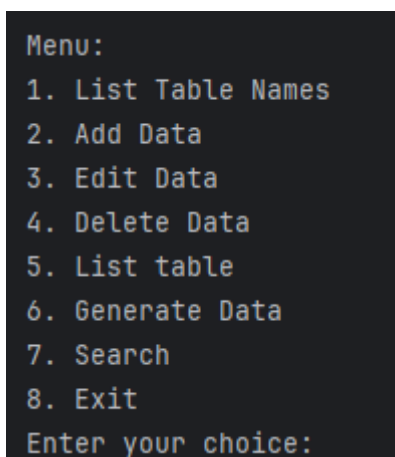 Menu:
1. List Table Names
2. Add Data
3. Edit Data
4. Delete Data
5. List table
6. Generate Data
7. Search
8. Exit
Enter your choice: